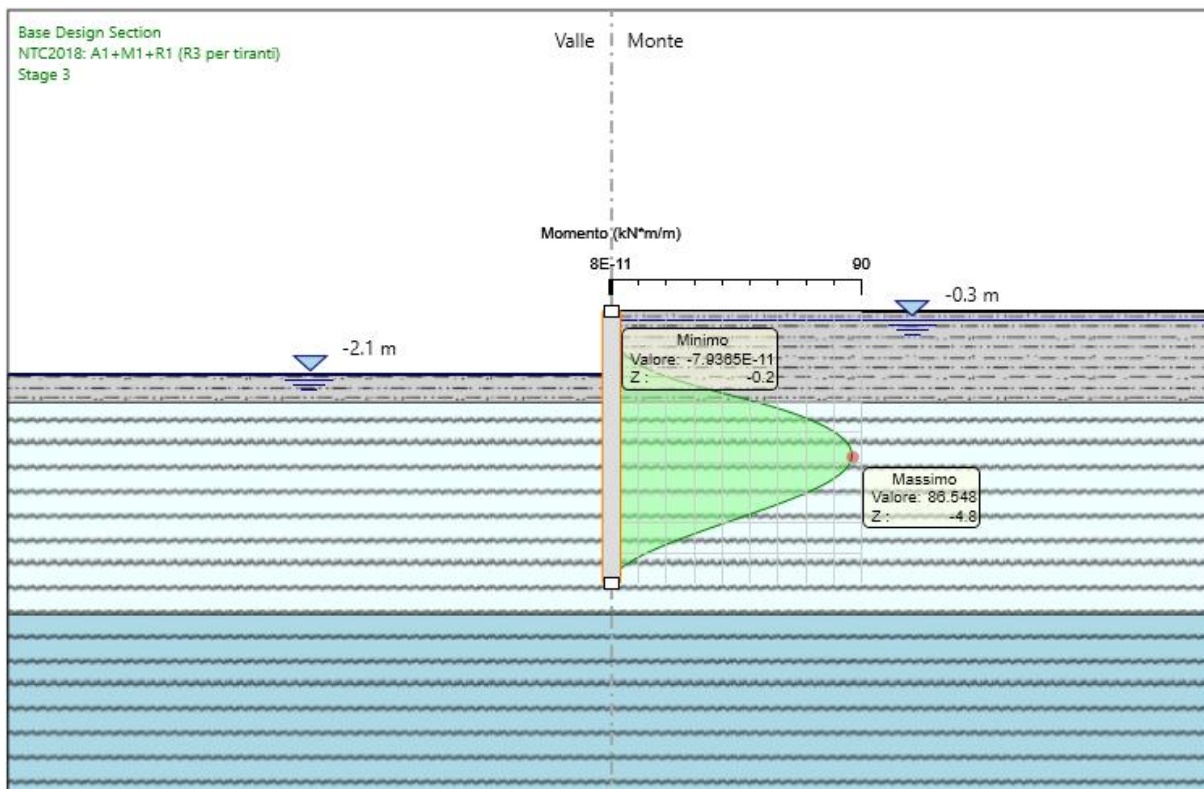 Base Design Section
NTC2018: A1+M1+R1 (R3 per tiranti)
Stage 3
Valle
Monte
Momento (kN*m/m)
8E-11
90
-0.3 m
-2.1 m
Minimo
Valore: -7.9365E-11
Z : -0.2
Massimo
Valore: 86.548
Z : -4.8